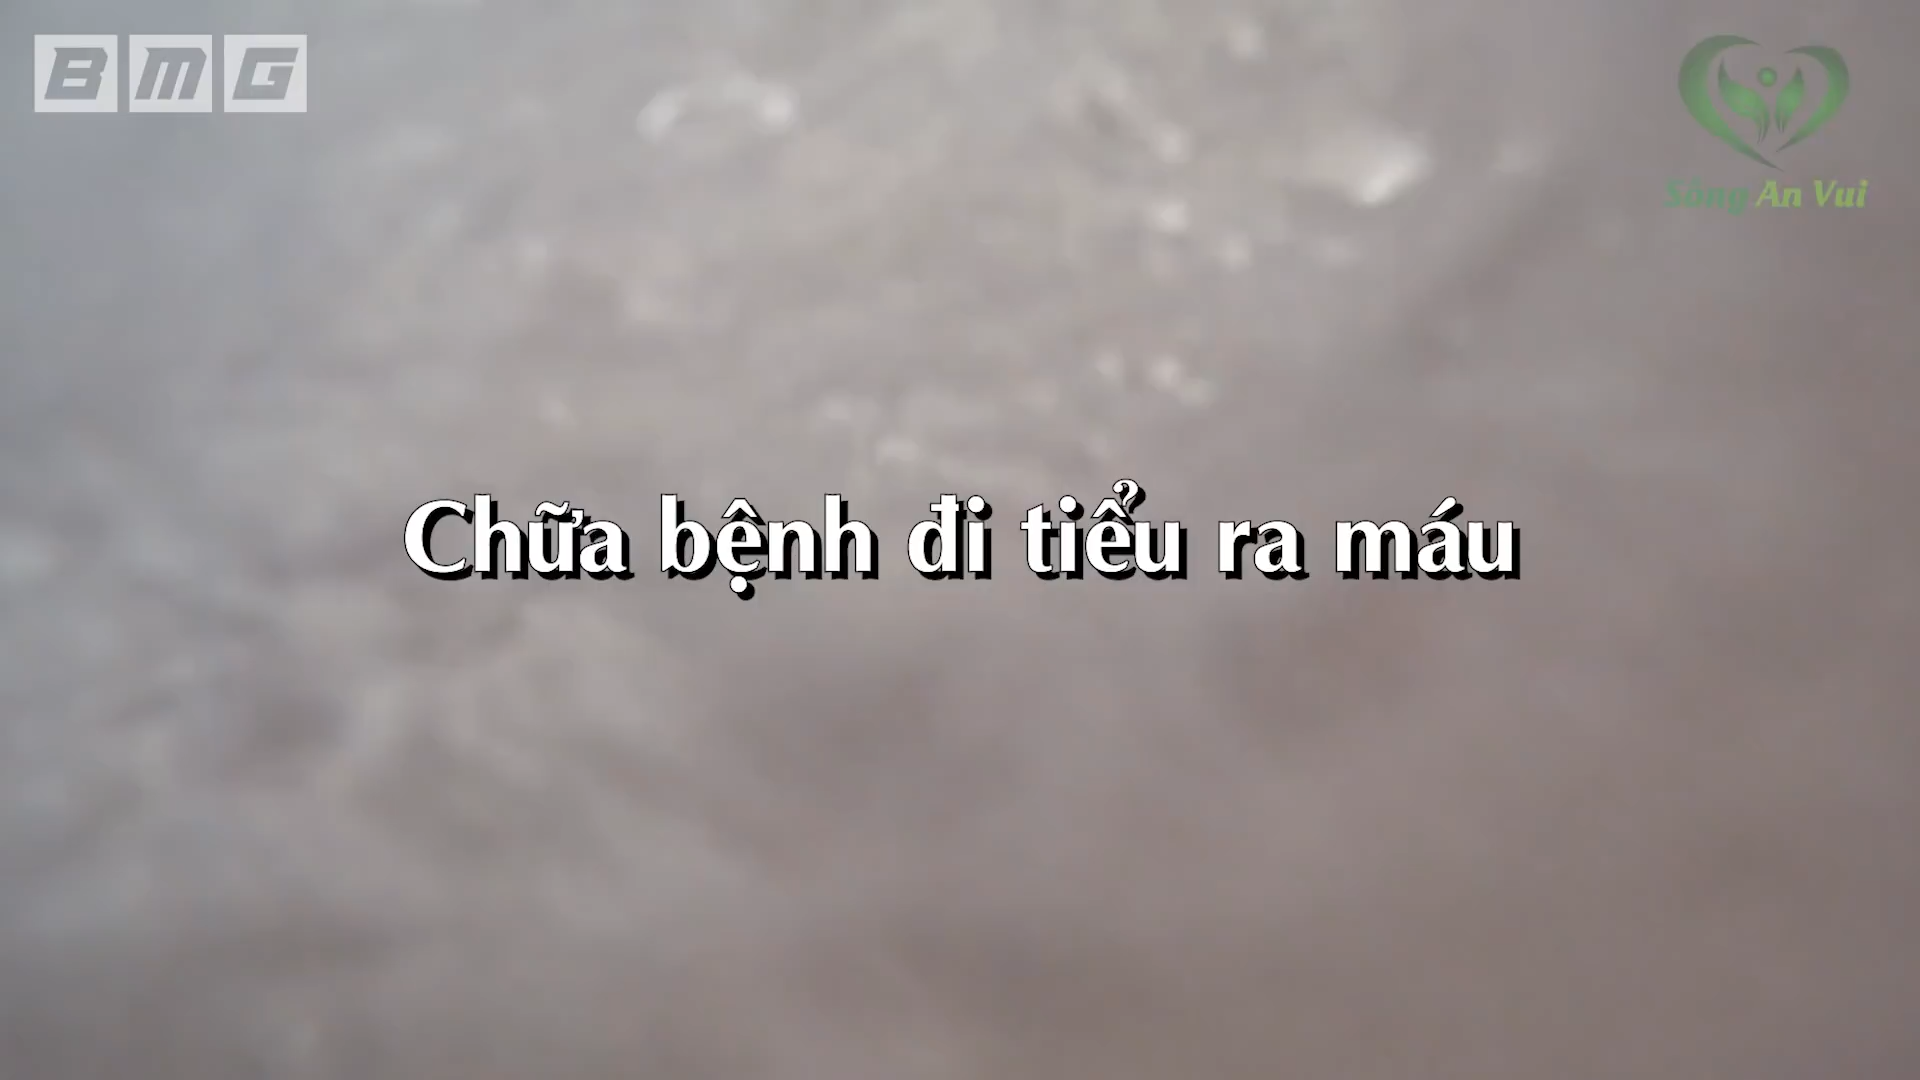 BMG
Sống An Vui
Chữa bệnh đi tiểu ra máu